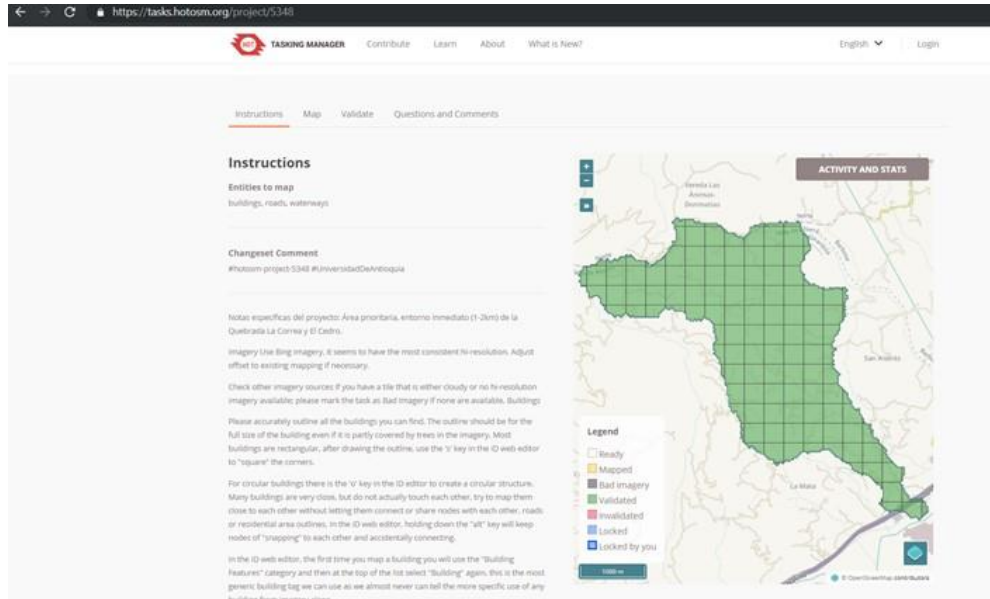 https://tasks.hotosm.org/project/5348
HOT TASKING MANAGER Contribute Learn About What is New? English Login
Instructions Map Validate Questions and Comments
Instructions
Entities to map
buildings, roads, waterways
Changeset Comment
#hotosm-project-5348 #UniversidadDeAntioquia
Notas específicas del proyecto: Área prioritaria, entorno inmediato (1-2km) de la
Quebrada La Correa y El Cedro.
Imagery Use Bing imagery, it seems to have the most consistent hi-resolution. Adjust
offset to existing mapping if necessary.
Check other imagery sources if you have a tile that is either cloudy or no hi-resolution
imagery available; please mark the task as Bad Imagery if none are available. Buildings
Please accurately outline all the buildings you can find. The outline should be for the
full size of the building even if it is partly covered by trees in the imagery. Most
buildings are rectangular, after drawing the outline, use the 's' key in the iD web editor
to "square" the corners.
For circular buildings there is the 'o' key in the iD editor to create a circular structure.
Many buildings are very close, but do not actually touch each other, try to map them
close to each other without letting them connect or share nodes with each other, roads
or residential area outlines. In the iD web editor, holding down the "alt" key will keep
nodes of "snapping" to each other and accidentally connecting.
In the iD web editor, the first time you map a building you will use the "Building
Features" category and then at the top of the list select "Building" again, this is the most
generic building tag we can use as we almost never can tell the more specific use of any
building from imagery alone.
+
-
»
ACTIVITY AND STATS
Vereda Las
Animas-
San Andrés
La Mata
Legend
Ready
Mapped
Bad imagery
Validated
Invalidated
Locked
Locked by you
1000 m
© OpenStreetMap contributors